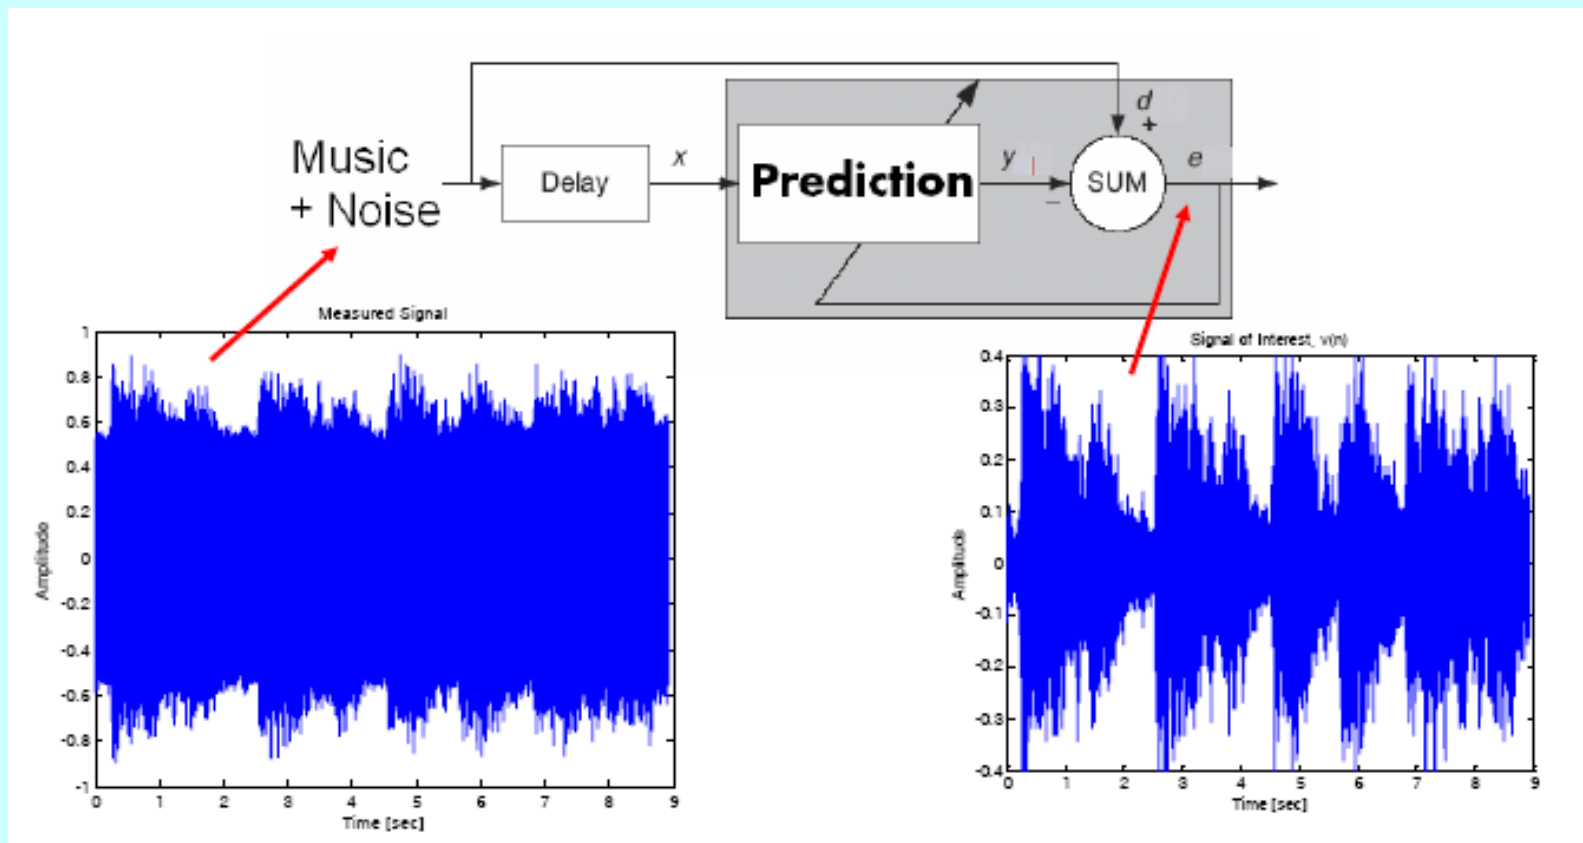 d
+
Music
+ Noise
Delay
x
Prediction
y
–
SUM
e
Measured Signal
1
0.8
0.6
0.4
0.2
0
-0.2
-0.4
-0.6
-0.8
-1
Amplitude
0 1 2 3 4 5 6 7 8 9
Time [sec]
Signal of Interest, v(n)
0.4
0.3
0.2
0.1
0
-0.1
-0.2
-0.3
-0.4
Amplitude
0 1 2 3 4 5 6 7 8 9
Time [sec]